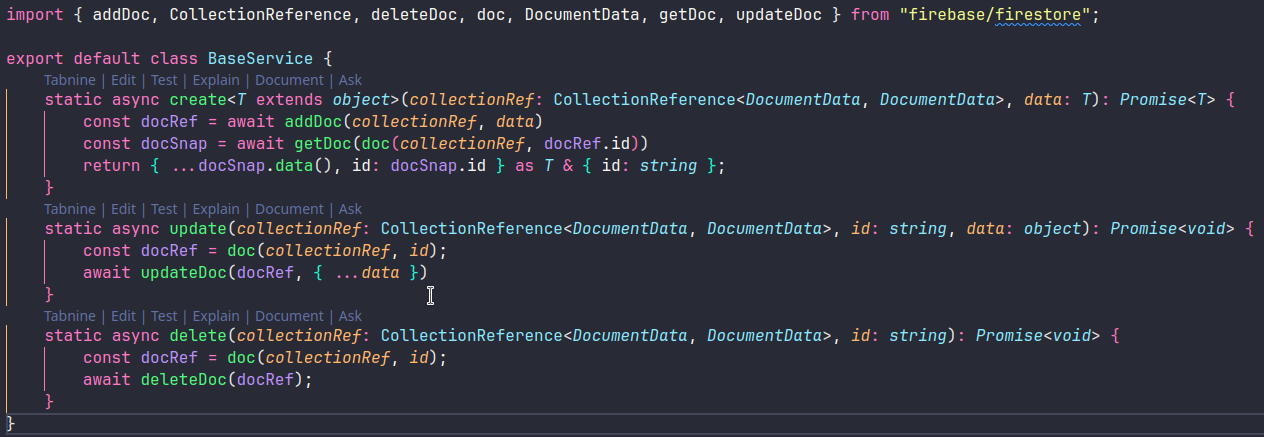 import { addDoc, CollectionReference, deleteDoc, doc, DocumentData, getDoc, updateDoc } from "firebase/firestore";
export default class BaseService {
Tabnine | Edit | Test | Explain | Document | Ask
static async create<T extends object>(collectionRef: CollectionReference<DocumentData, DocumentData>, data: T): Promise<T> {
const docRef = await addDoc(collectionRef, data)
const docSnap = await getDoc(doc(collectionRef, docRef.id))
return { ...docSnap.data(), id: docSnap.id } as T & { id: string };
}
Tabnine | Edit | Test | Explain | Document | Ask
static async update(collectionRef: CollectionReference<DocumentData, DocumentData>, id: string, data: object): Promise<void> {
const docRef = doc(collectionRef, id);
await updateDoc(docRef, { ...data })
}
Tabnine | Edit | Test | Explain | Document | Ask
static async delete(collectionRef: CollectionReference<DocumentData, DocumentData>, id: string): Promise<void> {
const docRef = doc(collectionRef, id);
await deleteDoc(docRef);
}
}